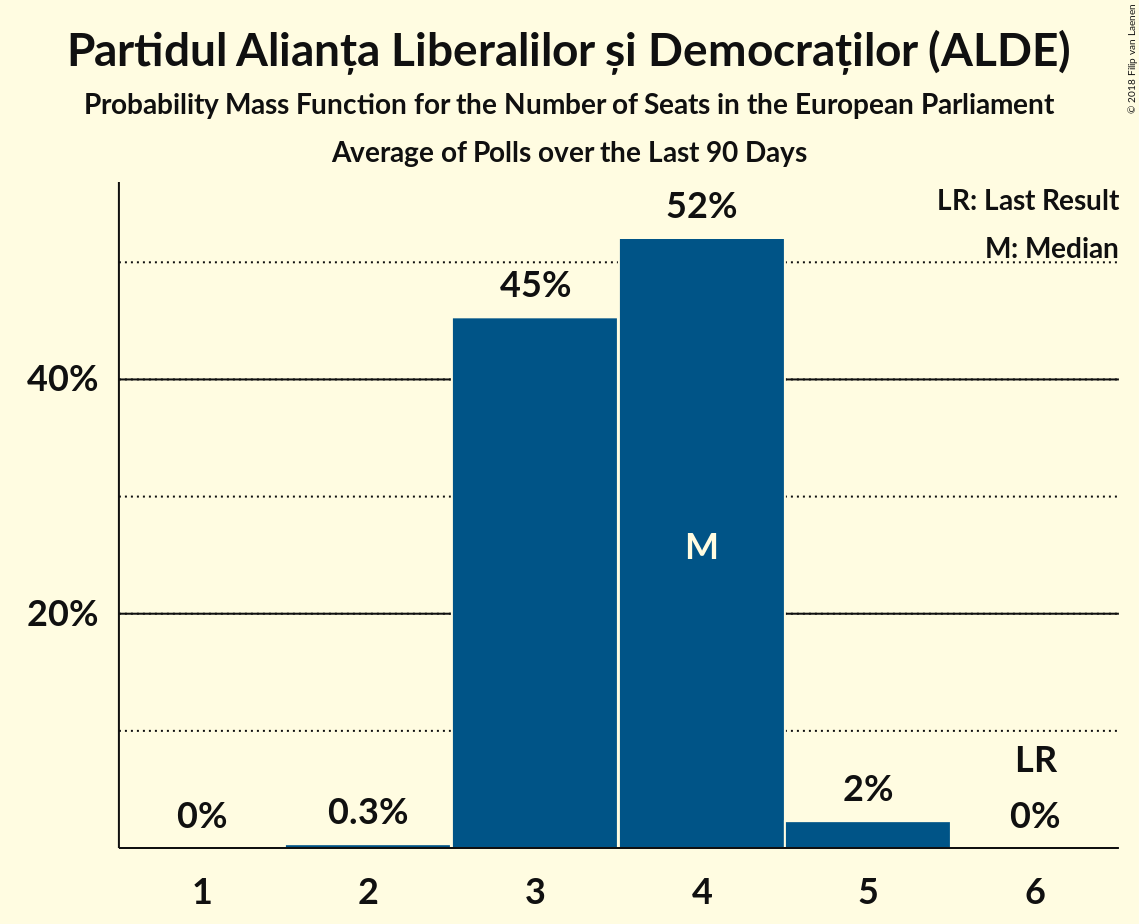 Partidul Alianța Liberalilor și Democraților (ALDE)
Probability Mass Function for the Number of Seats in the European Parliament
Average of Polls over the Last 90 Days
© 2018 Filip van Laenen
LR: Last Result
M: Median
40%
20%
0%
0.3%
45%
52%
M
2%
LR
0%
1 2 3 4 5 6